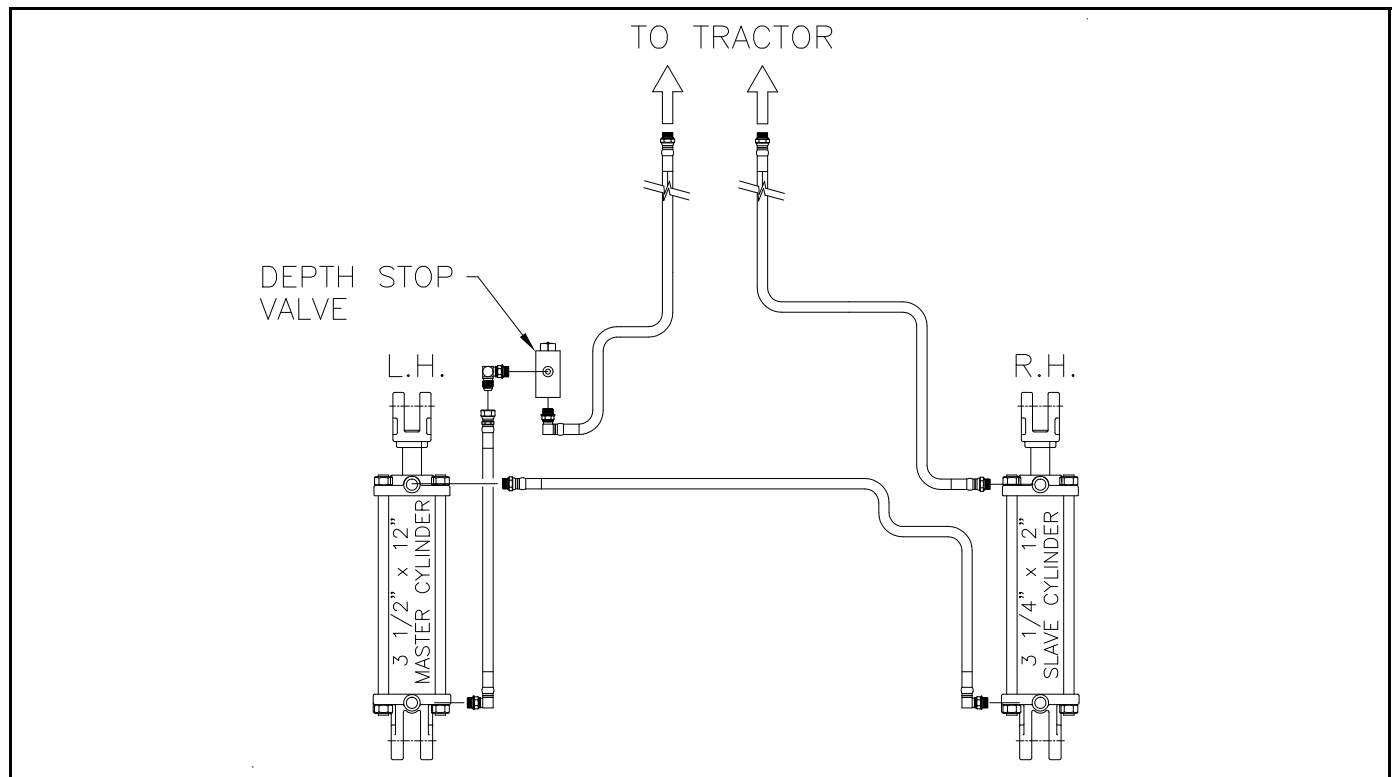 TO TRACTOR
DEPTH STOP
VALVE
L.H.
R.H.
3 1/2” x 12”
MASTER CYLINDER
3 1/4” x 12”
SLAVE CYLINDER